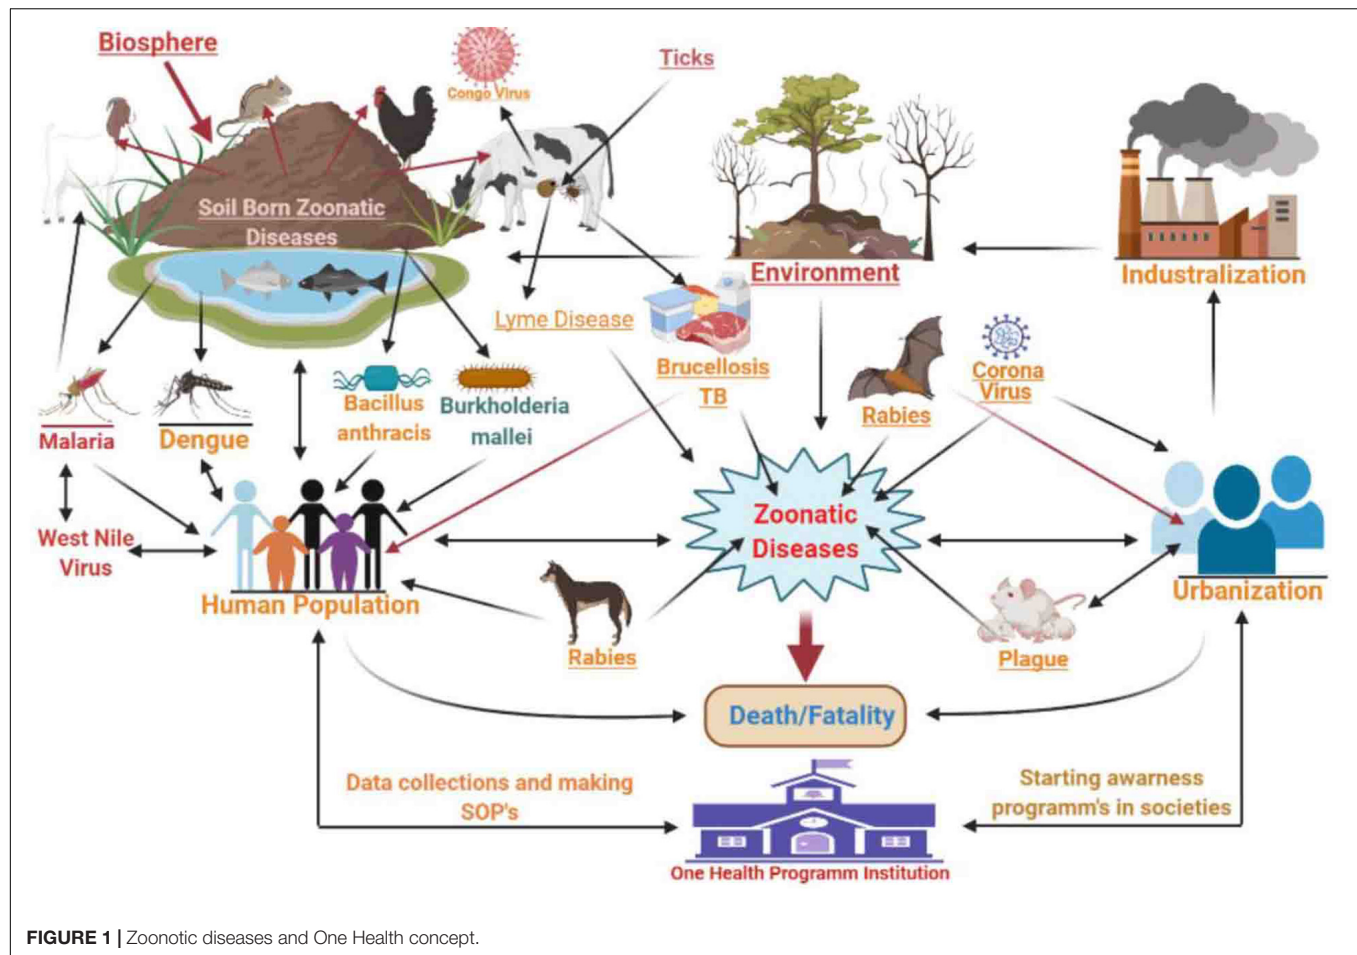 Biosphere
Congo Virus
Ticks
Soil Born Zoonatic
Diseases
Environment
Industralization
Lyme Disease
Brucellosis
TB
Rabies
Corona
Virus
Malaria
Dengue
Bacillus
anthracis
Burkholderia
mallei
West Nile
Virus
Human Population
Zoonatic
Diseases
Urbanization
Rabies
Plague
Death/Fatality
Data collections and making
SOP's
Starting awarness
programm's in societies
One Health Programm Institution
FIGURE 1 | Zoonotic diseases and One Health concept.